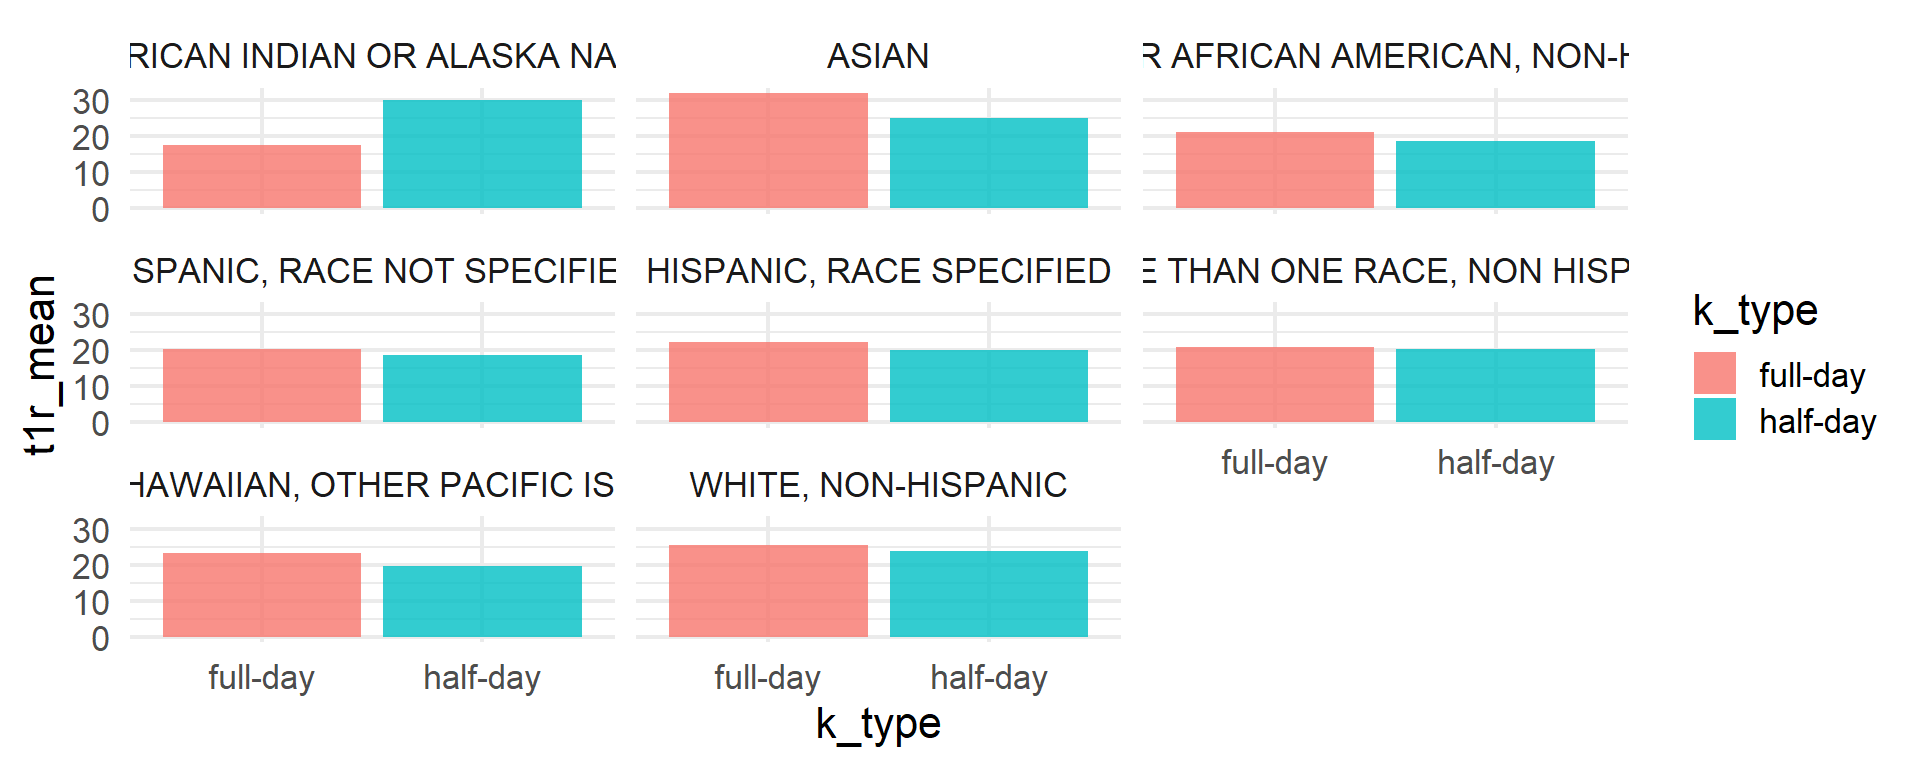 RICAN INDIAN OR ALASKA NA
ASIAN
R AFRICAN AMERICAN, NON-H
30
20
10
0
SPANIC, RACE NOT SPECIFIE
HISPANIC, RACE SPECIFIED
E THAN ONE RACE, NON HISP
30
20
10
0
full-day
half-day
HAWAIIAN, OTHER PACIFIC IS
WHITE, NON-HISPANIC
30
20
10
0
full-day
half-day
full-day
half-day
k_type
t1r_mean
k_type
full-day
half-day